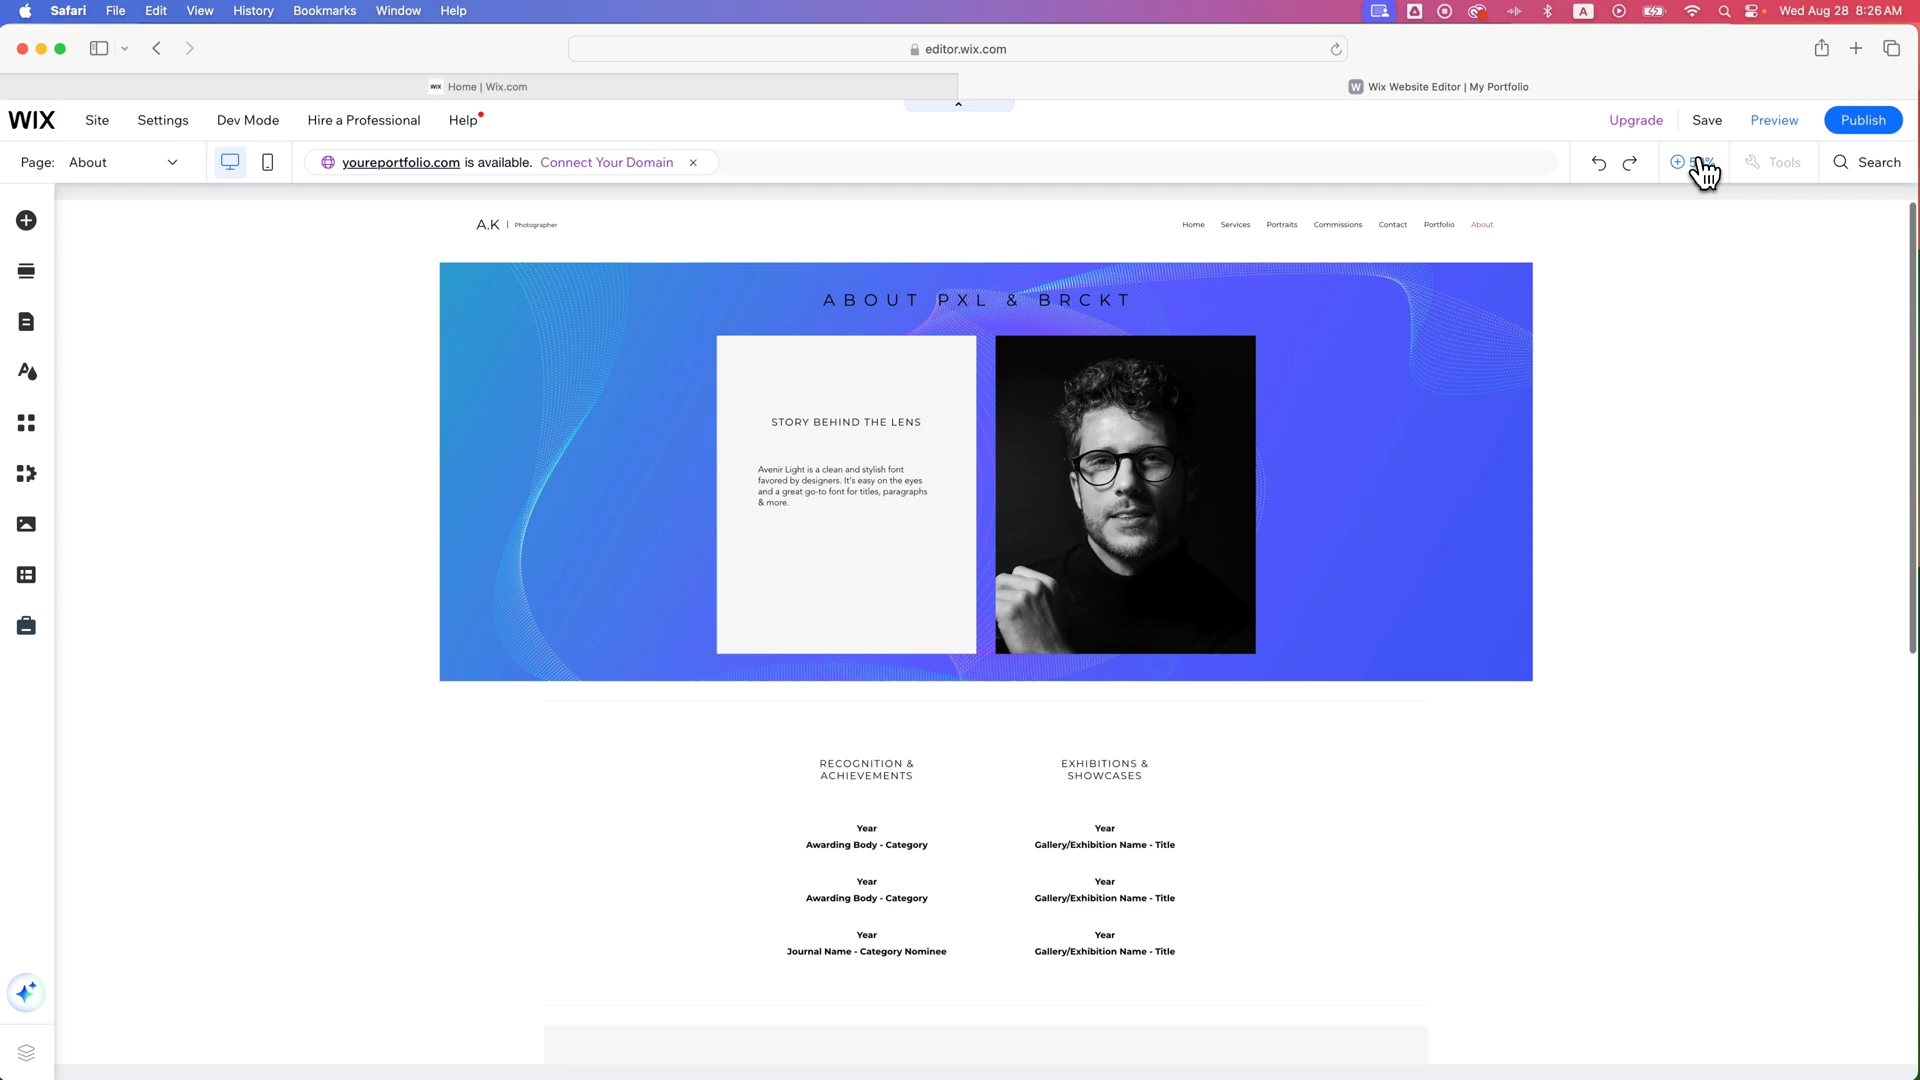 Safari File Edit View History Bookmarks Window Help A Wed Aug 28 8:26 AM
editor.wix.com
WiX Home | Wix.com W Wix Website Editor | My Portfolio
WIX Site Settings Dev Mode Hire a Professional Help Upgrade Save Preview Publish
Page: About youreportfolio.com is available. Connect Your Domain × Tools Search
A.K | Photographer Home Services Portraits Commissions Contact Portfolio About
ABOUT PXL & BRCKT
STORY BEHIND THE LENS
Avenir Light is a clean and stylish font
favored by designers. It's easy on the eyes
and a great go-to font for titles, paragraphs
& more.
RECOGNITION &
ACHIEVEMENTS
Year
Awarding Body - Category
Year
Awarding Body - Category
Year
Journal Name - Category Nominee
EXHIBITIONS &
SHOWCASES
Year
Gallery/Exhibition Name - Title
Year
Gallery/Exhibition Name - Title
Year
Gallery/Exhibition Name - Title